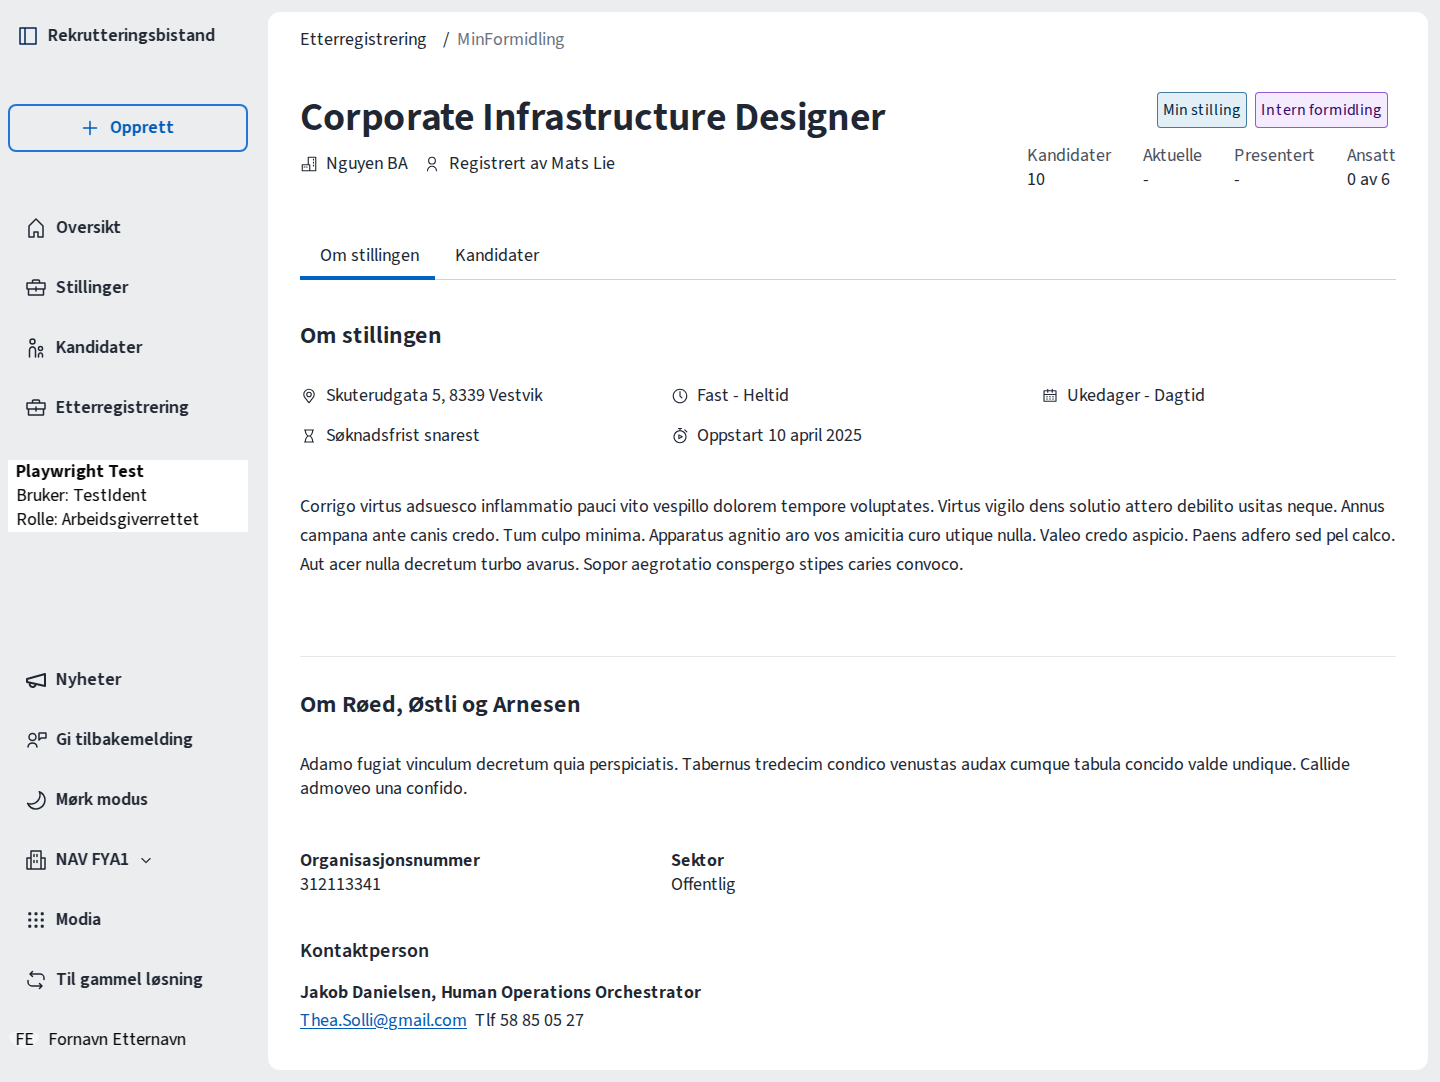 Rekrutteringsbistand
Opprett
Oversikt
Stillinger
Kandidater
Etterregistrering
Playwright Test
Bruker: TestIdent
Rolle: Arbeidsgiverrettet
Nyheter
Gi tilbakemelding
Mørk modus
NAV FYA1
Modia
Til gammel løsning
FE Fornavn Etternavn
Etterregistrering / MinFormidling
Corporate Infrastructure Designer
Nguyen BA Registrert av Mats Lie
Min stilling Intern formidling
Kandidater Aktuelle Presentert Ansatt
10 - - 0 av 6
Om stillingen Kandidater
Om stillingen
Skuterudgata 5, 8339 Vestvik Fast - Heltid Ukedager - Dagtid
Søknadsfrist snarest Oppstart 10 april 2025
Corrigo virtus adsuesco inflammatio pauci vito vespillo dolorem tempore voluptates. Virtus vigilo dens solutio attero debilito usitas neque. Annus
campana ante canis credo. Tum culpo minima. Apparatus agnitio aro vos amicitia curo utique nulla. Valeo credo aspicio. Paens adfero sed pel calco.
Aut acer nulla decretum turbo avarus. Sopor aegrotatio conspergo stipes caries convoco.
Om Røed, Østli og Arnesen
Adamo fugiat vinculum decretum quia perspiciatis. Tabernus tredecim condico venustas audax cumque tabula concido valde undique. Callide
admoveo una confido.
Organisasjonsnummer Sektor
312113341 Offentlig
Kontaktperson
Jakob Danielsen, Human Operations Orchestrator
Thea.Solli@gmail.com Tlf 58 85 05 27